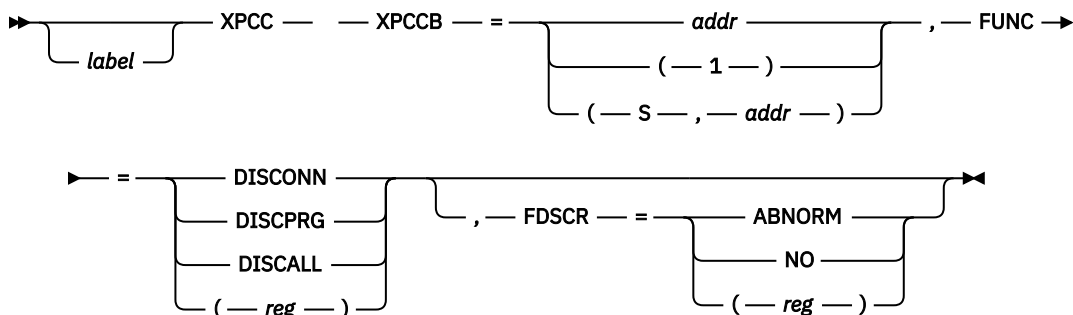 XPCC XPCCB = addr , FUNC
label
( 1 )
( S , addr )
= DISCONN
, FDSCR = ABNORM
DISCPRG
DISCALL
NO
( reg )
( reg )